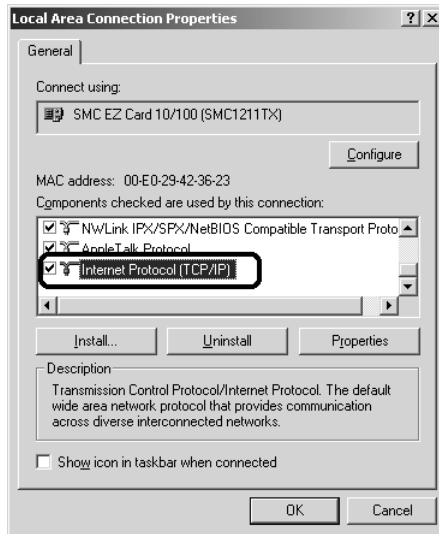 Local Area Connection Properties
General
Connect using:
SMC EZ Card 10/100 (SMC1211TX)
Configure
MAC address: 00-E0-29-42-36-23
Components checked are used by this connection:
NWLink IPX/SPX/NetBIOS Compatible Transport Proto
AppleTalk Protocol
Internet Protocol (TCP/IP)
Install... Uninstall Properties
Description
Transmission Control Protocol/Internet Protocol. The default
wide area network protocol that provides communication
across diverse interconnected networks.
Show icon in taskbar when connected
OK Cancel